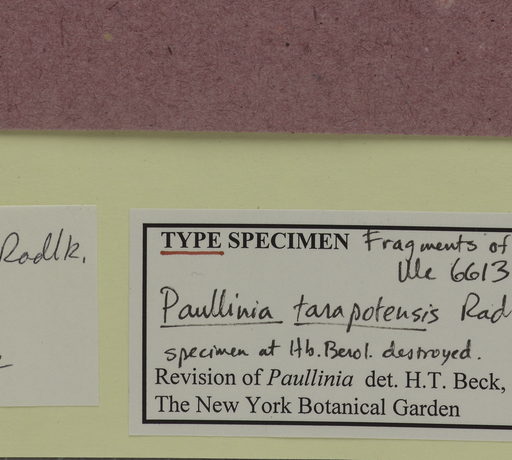 Radlk.
TYPE SPECIMEN Fragments of
Ule 6613
Paullinia tarapotensis Rad
specimen at Hb. Berol. destroyed.
Revision of Paullinia det. H.T. Beck,
The New York Botanical Garden